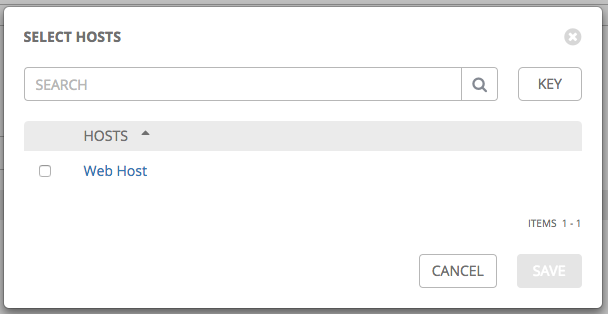 SELECT HOSTS
SEARCH
KEY
HOSTS
Web Host
ITEMS 1 - 1
CANCEL
SAVE